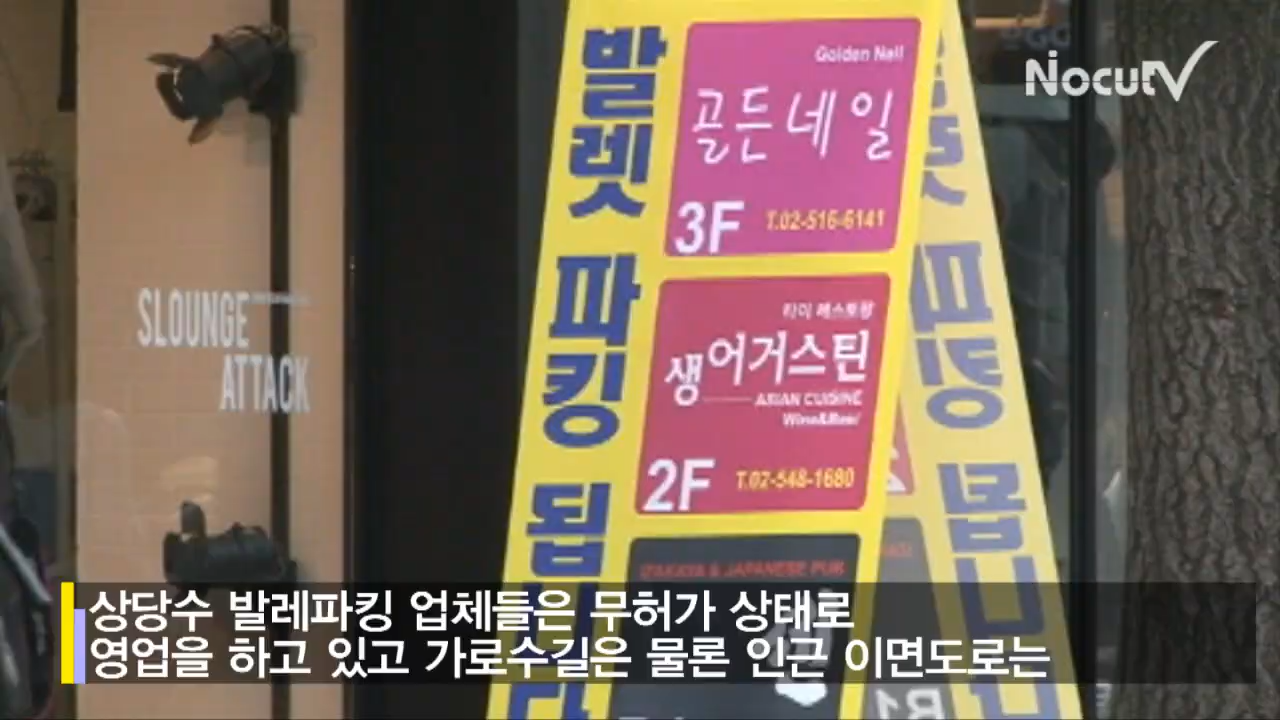 NocuTV
발렛 파킹 됩니다
Golden Nail
골든네일
3F T.02-516-6141
타이 레스토랑
생어거스틴
ASIAN CUISINE
Wine&Beer
2F T.02-548-1680
IZAKAYA & JAPANESE PUB
B1
SLOUNGE
ATTACK
상당수 발레파킹 업체들은 무허가 상태로
영업을 하고 있고 가로수길은 물론 인근 이면도로는